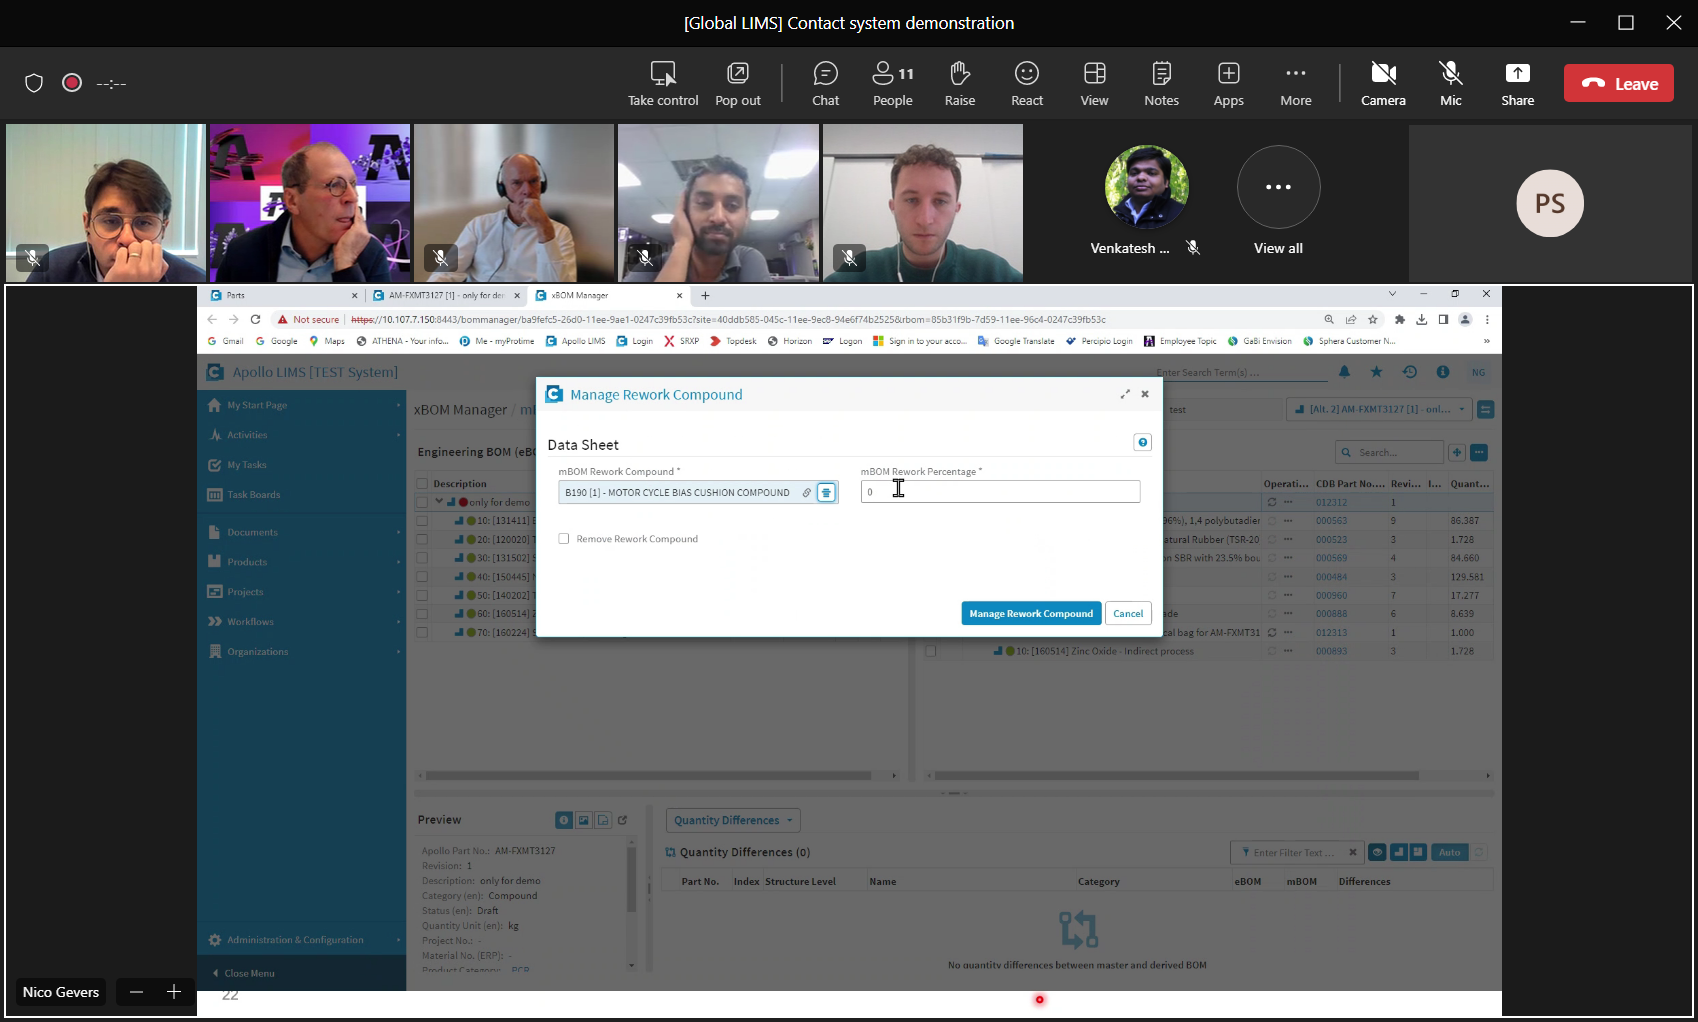 [Global LIMS] Contact system demonstration
--:--
Take control
Pop out
Chat
11
People
Raise
React
View
Notes
Apps
More
Camera
Mic
Share
Leave
Venkatesh ...
View all
PS
Parts
AM-FXMT3127 [1] - only for der
xBOM Manager
Not secure
https://10.107.7.150:8443/bommanager/ba9fefc5-26d0-11ee-9ae1-0247c39fb53c?site=40ddb585-045c-11ee-9ec8-94e6f74b2525&rbom=85b31f9b-7d59-11ee-96c4-0247c39fb53c
Gmail
Google
Maps
ATHENA - Your info...
Me - myProtime
Apollo LIMS
Login
SRXP
Topdesk
Horizon
Logon
Sign in to your acco...
Google Translate
Percipio Login
Employee Topic
GaBi Envision
Sphera Customer N...
Apollo LIMS [TEST System]
Enter Search Term(s) ...
NG
My Start Page
Activities
My Tasks
Task Boards
Documents
Products
Projects
Workflows
Organizations
Administration & Configuration
Close Menu
xBOM Manager /
test
[Alt. 2] AM-FXMT3127 [1] - onl...
Engineering BOM (eB
Search...
Manage Rework Compound
Data Sheet
mBOM Rework Compound *
B190 [1] - MOTOR CYCLE BIAS CUSHION COMPOUND
mBOM Rework Percentage *
0
Remove Rework Compound
Manage Rework Compound
Cancel
Description
Operati... CDB Part No.... Revi... I... Quant...
only for demo
012312 1
10: [131411]
96%), 1,4 polybutadier 000563 9 86.387
20: [120020]
atural Rubber (TSR-20 000523 3 1.728
30: [131502]
on SBR with 23.5% bou 000569 4 84.660
40: [150445]
000484 3 129.581
50: [140202]
000960 7 17.277
60: [160514]
ade 000888 6 8.639
70: [160224]
cal bag for AM-FXMT31 012313 1 1.000
10: [160514] Zinc Oxide - Indirect process 000893 3 1.728
Preview
Apollo Part No.: AM-FXMT3127
Revision: 1
Description: only for demo
Category (en): Compound
Status (en): Draft
Quantity Unit (en): kg
Project No.: -
Material No. (ERP): -
Product Category: PCR
Quantity Differences
Quantity Differences (0)
Enter Filter Text ...
Auto
Part No. Index Structure Level Name Category eBOM mBOM Differences
No quantity differences between master and derived BOM
Nico Gevers
22